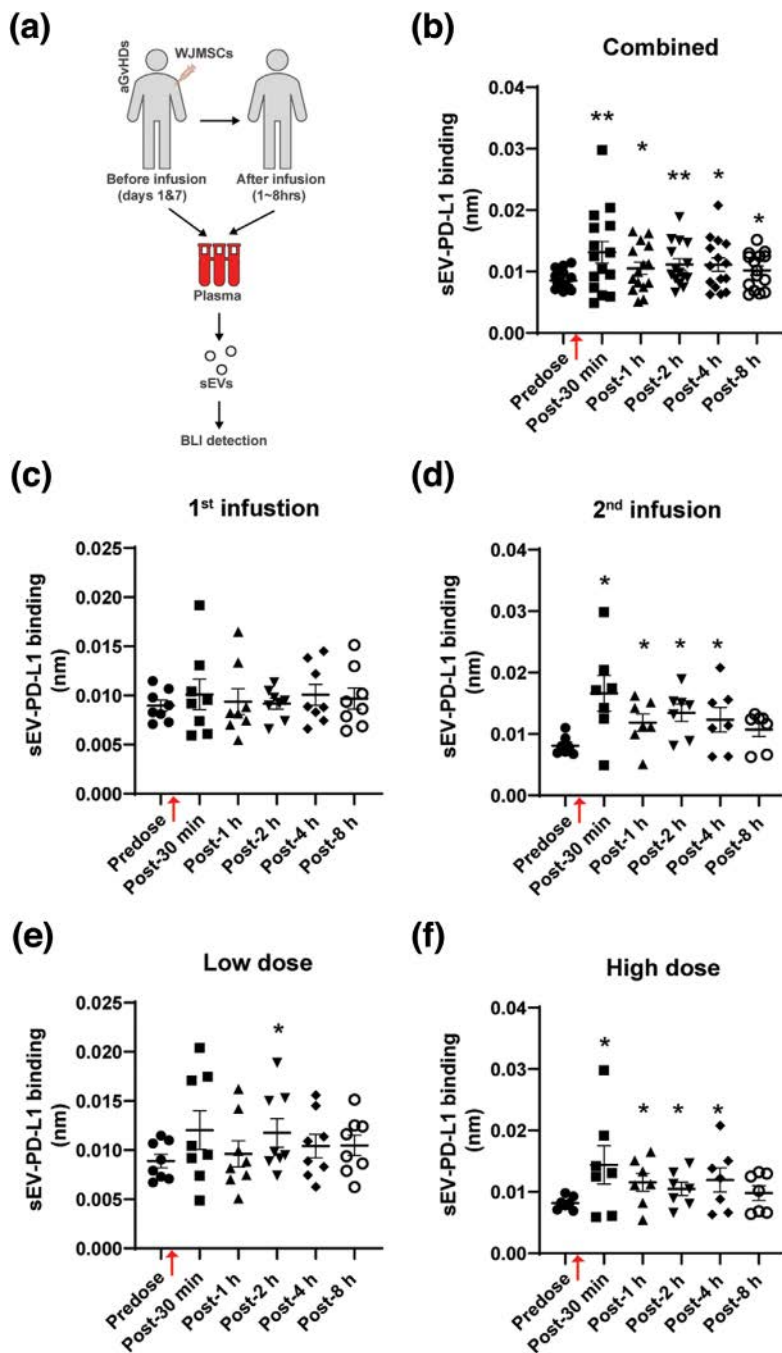 (a)
aGvHDs
WJMSCs
Before infusion
(days 1&7)
After infusion
(1~8hrs)
Plasma
sEVs
BLI detection
(b)
Combined
sEV-PD-L1 binding
(nm)
0.04
0.03
0.02
0.01
0.00
**
*
**
*
*
Predose
Post-30 min
Post-1 h
Post-2 h
Post-4 h
Post-8 h
(c)
1st infustion
sEV-PD-L1 binding
(nm)
0.025
0.020
0.015
0.010
0.005
0.000
Predose
Post-30 min
Post-1 h
Post-2 h
Post-4 h
Post-8 h
(d)
2nd infusion
sEV-PD-L1 binding
(nm)
0.04
0.03
0.02
0.01
0.00
*
*
*
*
Predose
Post-30 min
Post-1 h
Post-2 h
Post-4 h
Post-8 h
(e)
Low dose
sEV-PD-L1 binding
(nm)
0.025
0.020
0.015
0.010
0.005
0.000
*
Predose
Post-30 min
Post-1 h
Post-2 h
Post-4 h
Post-8 h
(f)
High dose
sEV-PD-L1 binding
(nm)
0.04
0.03
0.02
0.01
0.00
*
*
*
*
Predose
Post-30 min
Post-1 h
Post-2 h
Post-4 h
Post-8 h